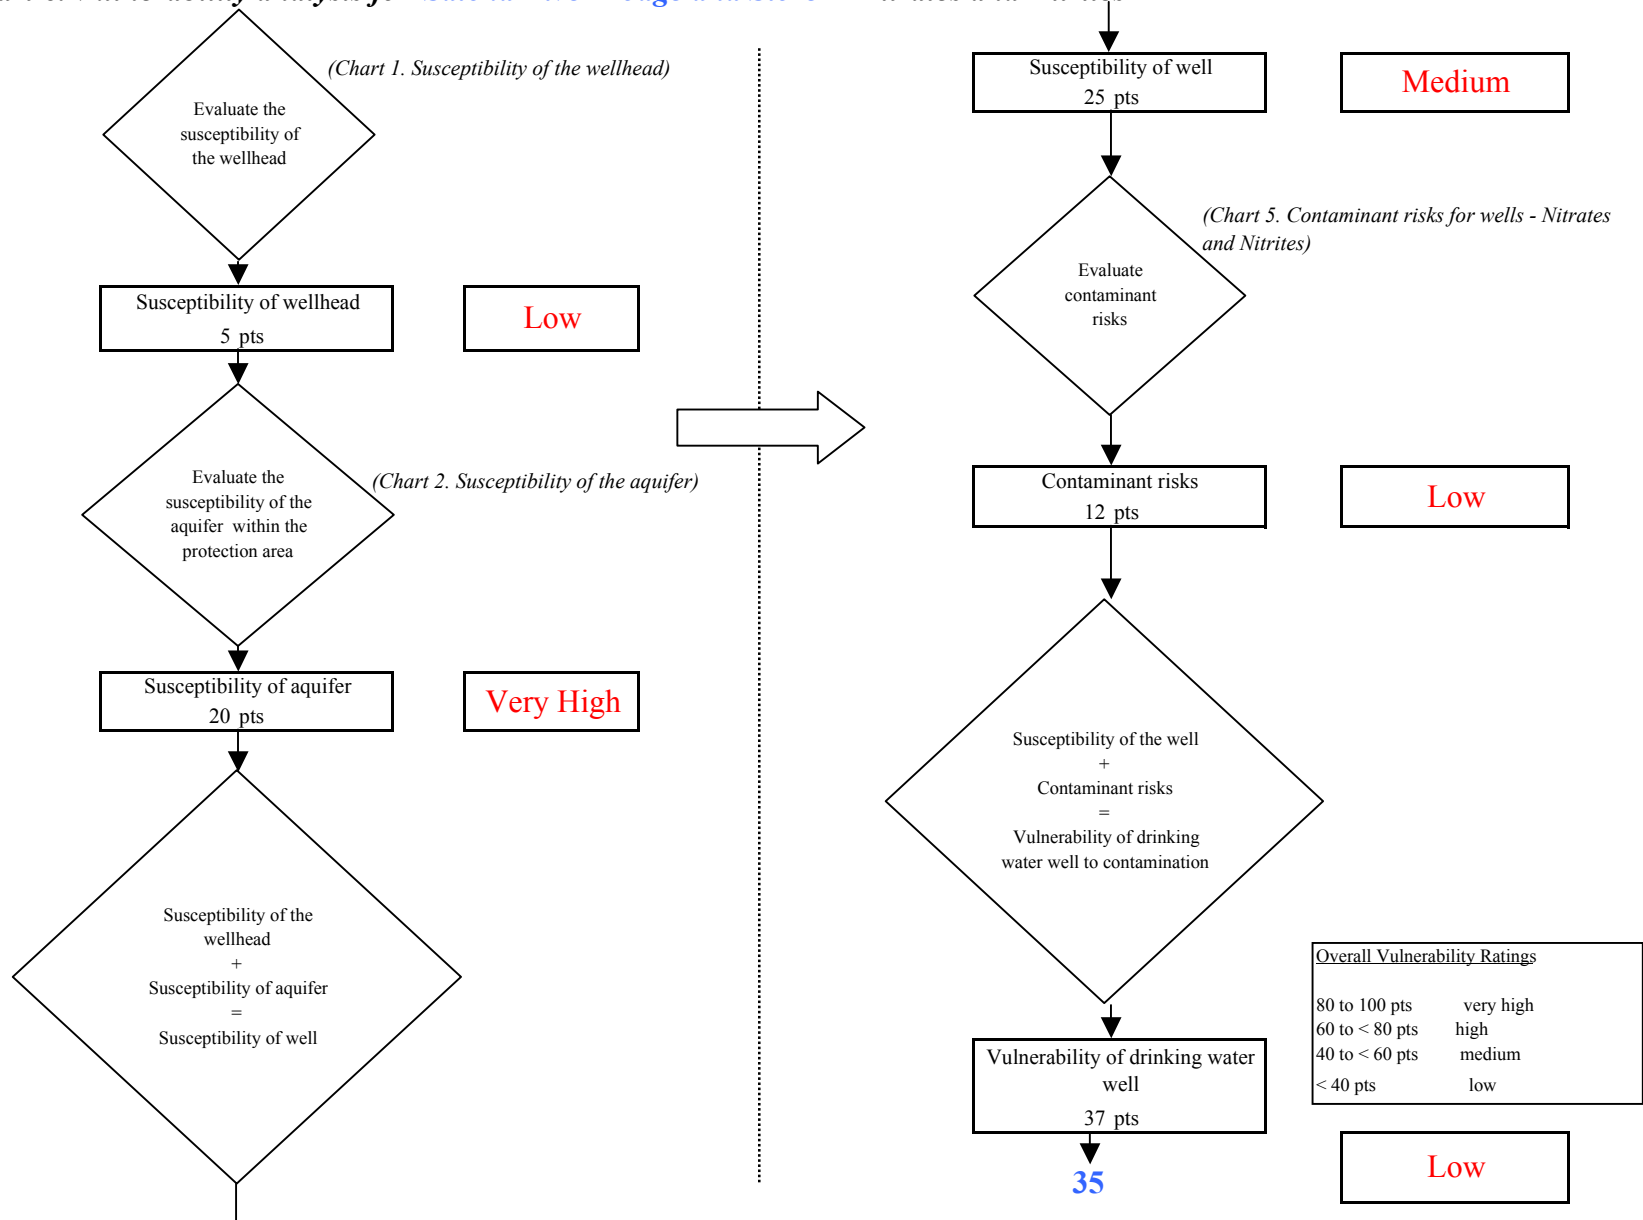 (Chart 1. Susceptibility of the wellhead)
Evaluate the
susceptibility of
the wellhead
Susceptibility of wellhead
5 pts
Low
Evaluate the
susceptibility of the
aquifer within the
protection area
(Chart 2. Susceptibility of the aquifer)
Susceptibility of aquifer
20 pts
Very High
Susceptibility of the
wellhead
+
Susceptibility of aquifer
=
Susceptibility of well
Susceptibility of well
25 pts
Medium
(Chart 5. Contaminant risks for wells - Nitrates
and Nitrites)
Evaluate
contaminant
risks
Contaminant risks
12 pts
Low
Susceptibility of the well
+
Contaminant risks
=
Vulnerability of drinking
water well to contamination
Overall Vulnerability Ratings
80 to 100 pts very high
60 to < 80 pts high
40 to < 60 pts medium
< 40 pts low
Vulnerability of drinking water
well
37 pts
35
Low